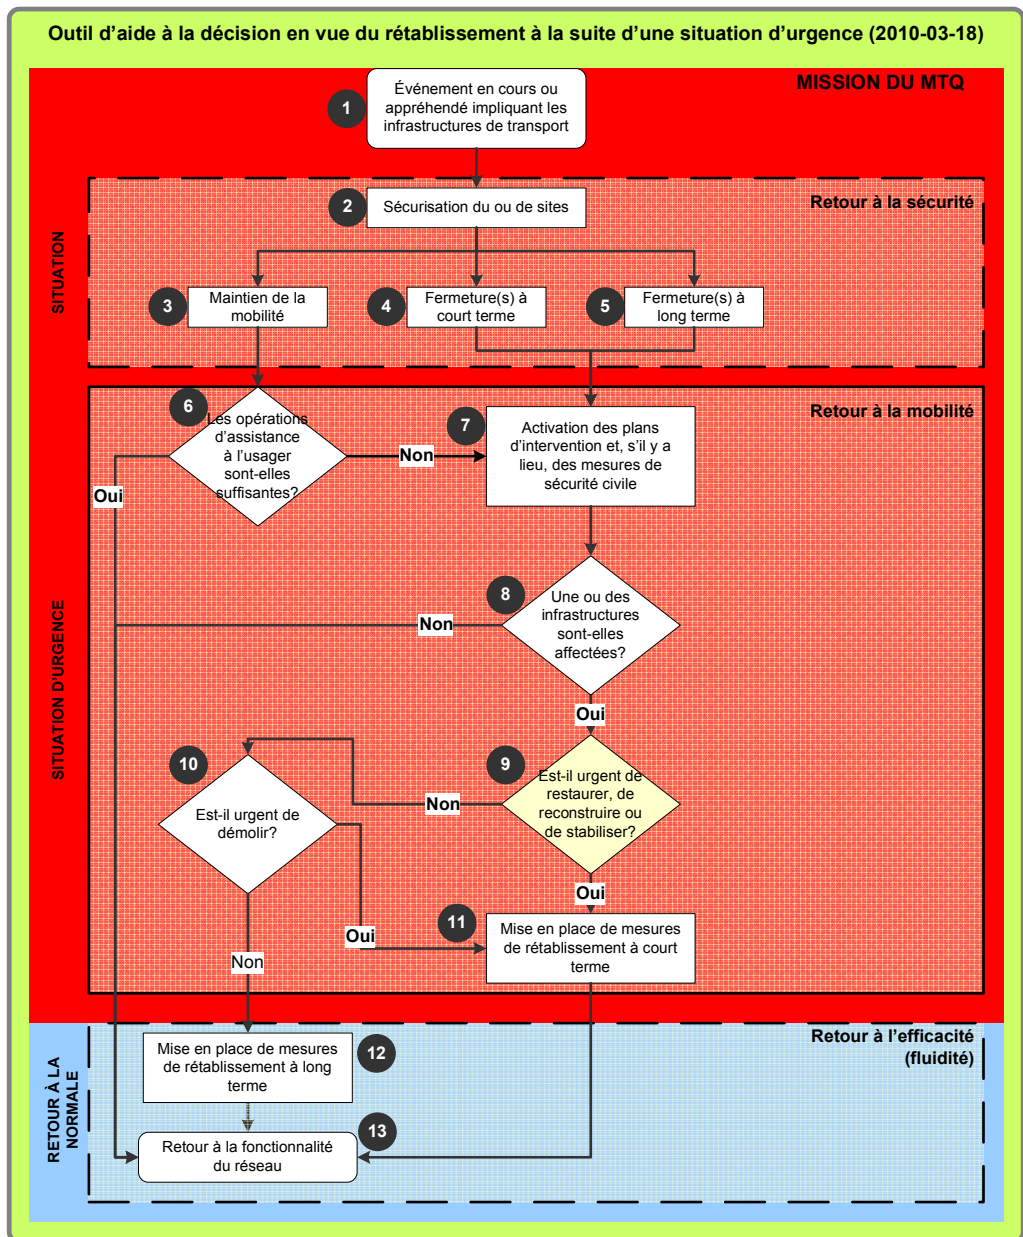 Outil d'aide à la décision en vue du rétablissement à la suite d'une situation d'urgence (2010-03-18)
MISSION DU MTQ
1
Événement en cours ou
appréhendé impliquant les
infrastructures de transport
SITUATION
Retour à la sécurité
2
Sécurisation du ou de sites
3
Maintien de la
mobilité
4
Fermeture(s) à
court terme
5
Fermeture(s) à
long terme
SITUATION D'URGENCE
Retour à la mobilité
6
Les opérations
d'assistance
à l'usager
sont-elles
suffisantes?
Non
Oui
7
Activation des plans
d'intervention et, s'il y a
lieu, des mesures de
sécurité civile
8
Une ou des
infrastructures
sont-elles
affectées?
Non
Oui
9
Est-il urgent de
restaurer, de
reconstruire ou
de stabiliser?
Non
Oui
10
Est-il urgent de
démolir?
Oui
Non
11
Mise en place de mesures
de rétablissement à court
terme
RETOUR À LA
NORMALE
Retour à l'efficacité
(fluidité)
12
Mise en place de mesures
de rétablissement à long
terme
13
Retour à la fonctionnalité
du réseau